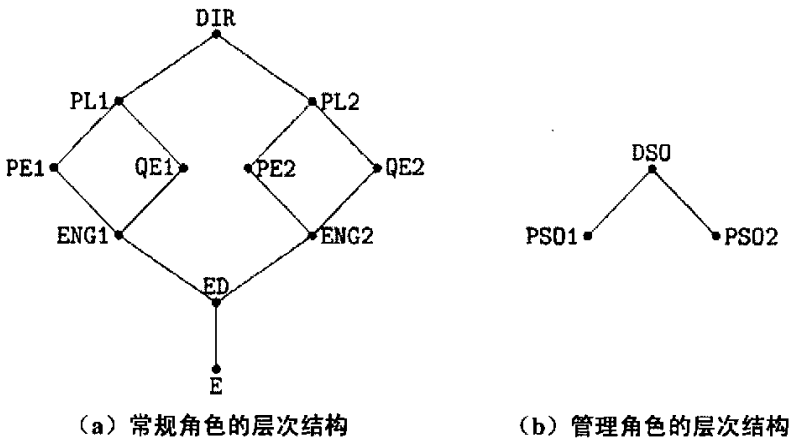 DIR
PL1 PL2
DSO
PE1 QE1 PE2 QE2
ENG1 ENG2 PSO1 PSO2
ED
E
(a) 常规角色的层次结构 (b) 管理角色的层次结构